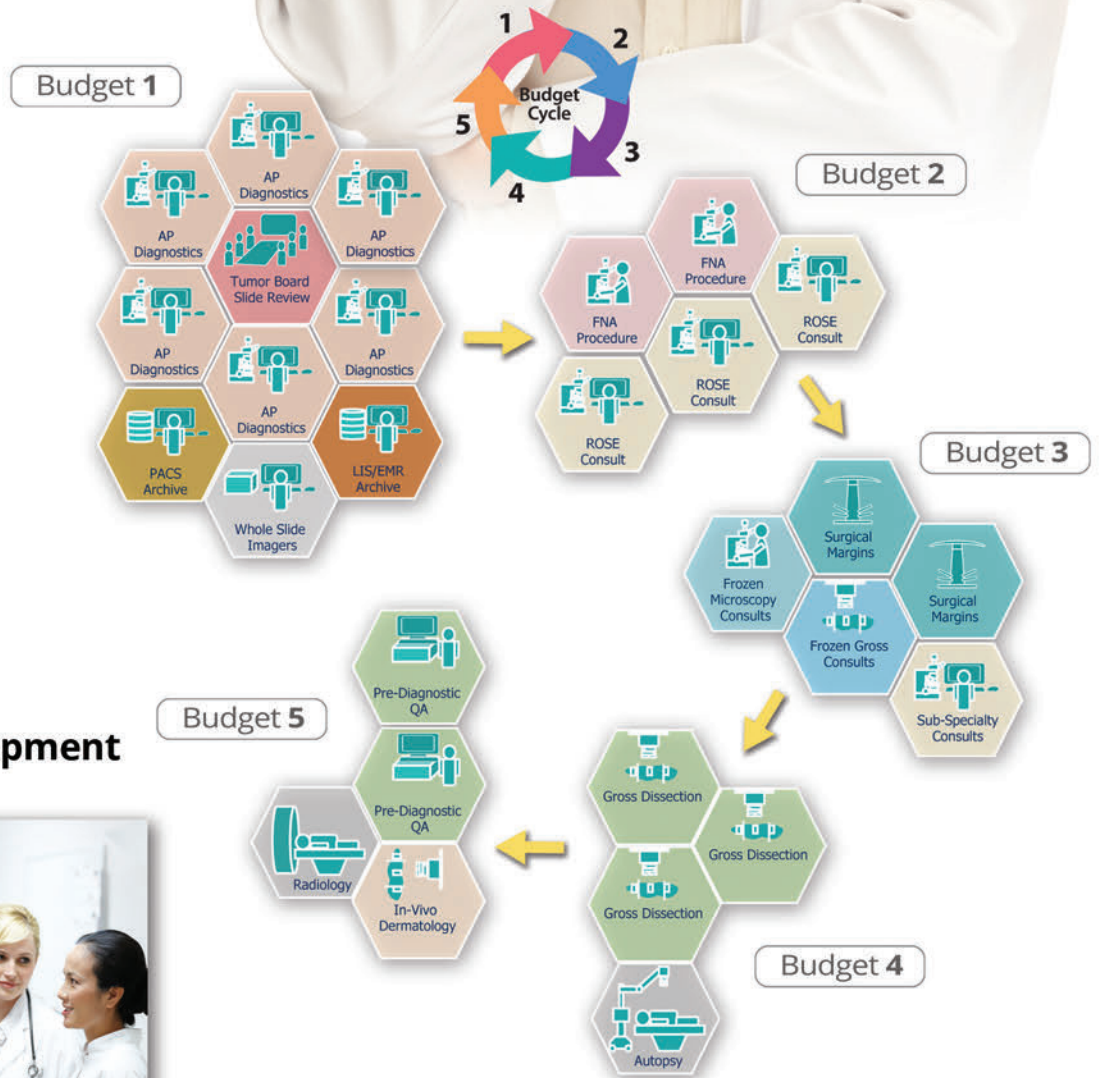 1
2
Budget
Cycle
5
3
4
Budget 1
AP
Diagnostics
AP
Diagnostics
AP
Diagnostics
Tumor Board
Slide Review
AP
Diagnostics
AP
Diagnostics
AP
Diagnostics
PACS
Archive
LIS/EMR
Archive
Whole Slide
Imagers
Budget 2
FNA
Procedure
FNA
Procedure
ROSE
Consult
ROSE
Consult
ROSE
Consult
Budget 3
Surgical
Margins
Frozen
Microscopy
Consults
Surgical
Margins
Frozen Gross
Consults
Sub-Specialty
Consults
Budget 4
Gross Dissection
Gross Dissection
Gross Dissection
Autopsy
Budget 5
Pre-Diagnostic
QA
Pre-Diagnostic
QA
Radiology
In-Vivo
Dermatology
pment